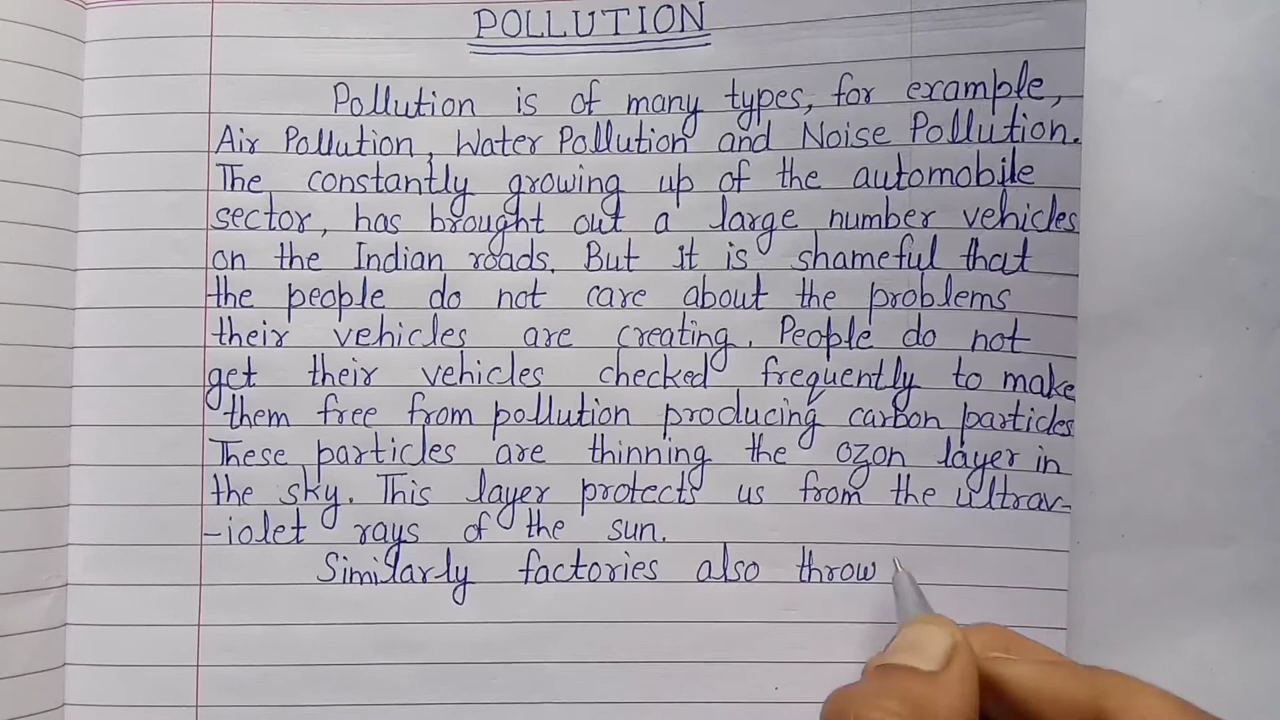 POLLUTION
Pollution is of many types, for example,
Air Pollution, Water Pollution and Noise Pollution.
The constantly growing up of the automobile
sector, has brought out a large number vehicles
on the Indian roads. But it is shameful that
the people do not care about the problems
their vehicles are creating. People do not
get their vehicles checked frequently to make
them free from pollution producing carbon particles
These particles are thinning the ozon layer in
the sky. This layer protects us from the ultrav-
-iolet rays of the sun.
Similarly factories also throw